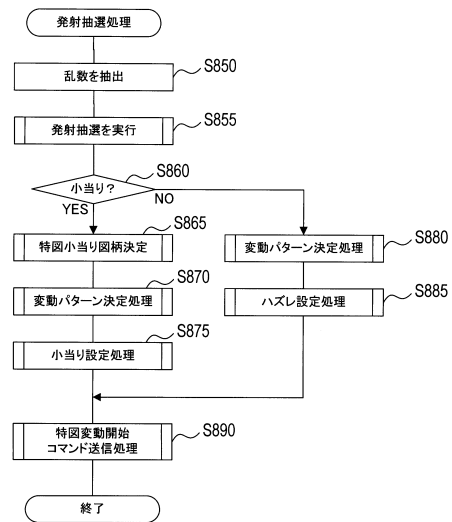 発射抽選処理
乱数を抽出
S850
発射抽選を実行
S855
小当り?
S860
YES
NO
特図小当り図柄決定
S865
変動パターン決定処理
S870
小当り設定処理
S875
変動パターン決定処理
S880
ハズレ設定処理
S885
特図変動開始
コマンド送信処理
S890
終了